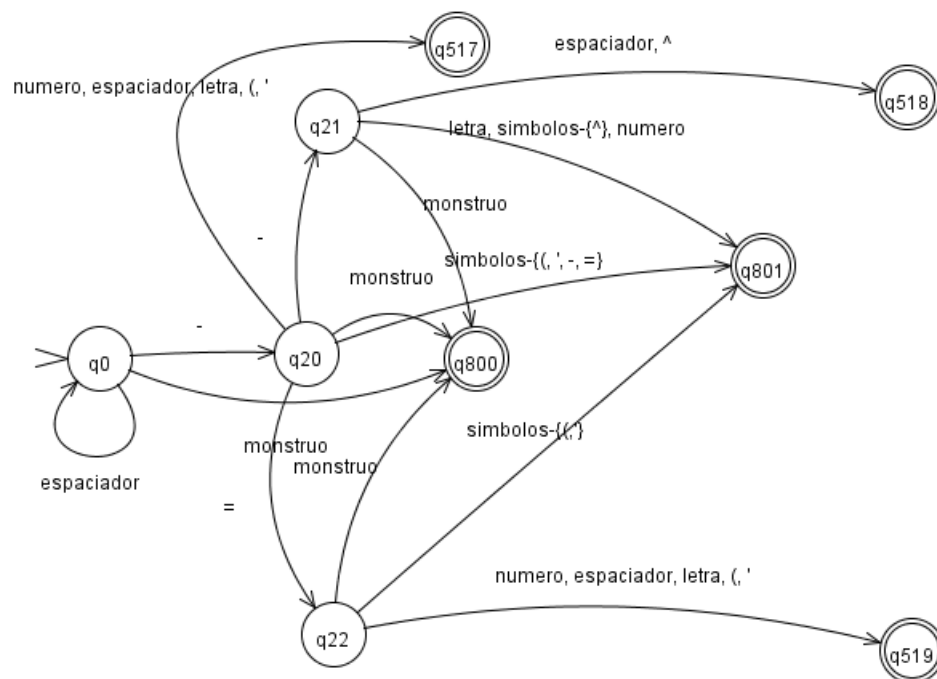 q517
espaciador, ^
numero, espaciador, letra, (, '
q518
q21
letra, simbolos-{^}, numero
monstruo
-
simbolos-{(, ', -, =}
q801
monstruo
-
q0
q20
q800
simbolos-{(,'}
monstruo
monstruo
espaciador
=
numero, espaciador, letra, (, '
q22
q519